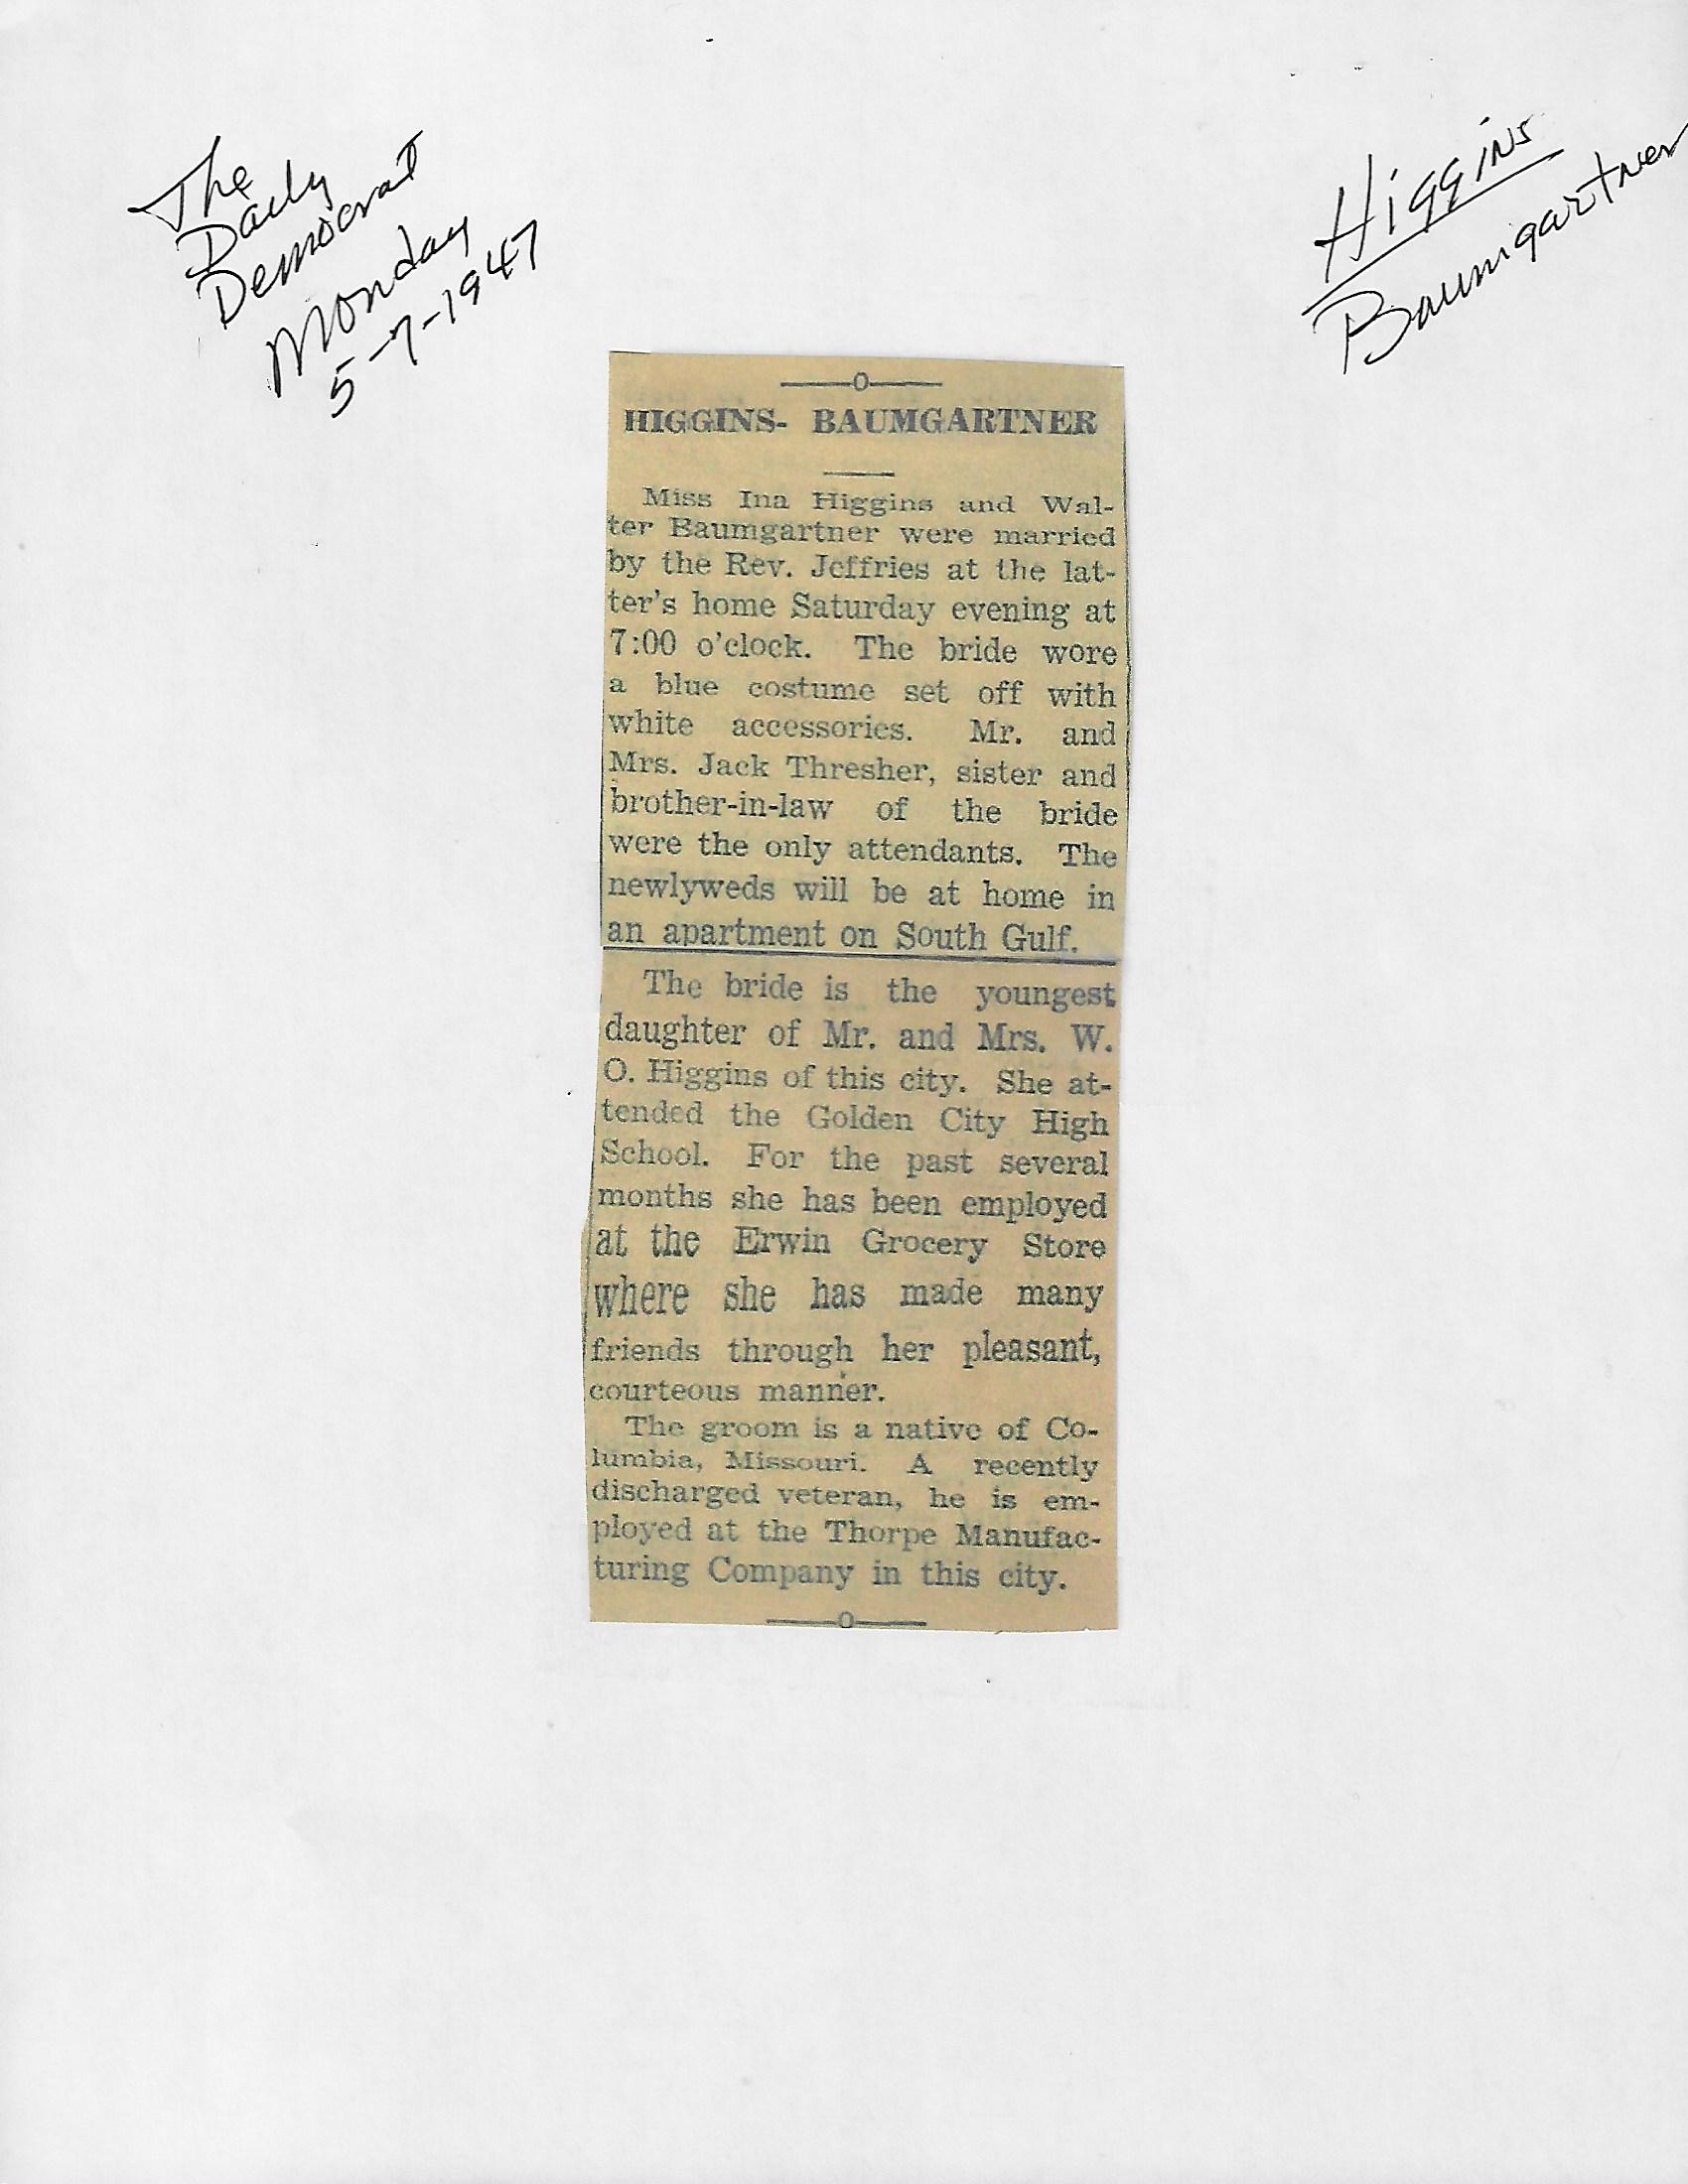 The
Daily
Democrat
Monday
5-7-1947
Higgins
Baumgartner
—o—
HIGGINS- BAUMGARTNER
Miss Ina Higgins and Wal-
ter Baumgartner were married
by the Rev. Jeffries at the lat-
ter's home Saturday evening at
7:00 o'clock. The bride wore
a blue costume set off with
white accessories. Mr. and
Mrs. Jack Thresher, sister and
brother-in-law of the bride
were the only attendants. The
newlyweds will be at home in
an apartment on South Gulf.
The bride is the youngest
daughter of Mr. and Mrs. W.
O. Higgins of this city. She at-
tended the Golden City High
School. For the past several
months she has been employed
at the Erwin Grocery Store
where she has made many
friends through her pleasant,
courteous manner.
The groom is a native of Co-
lumbia, Missouri. A recently
discharged veteran, he is em-
ployed at the Thorpe Manufac-
turing Company in this city.
—o—